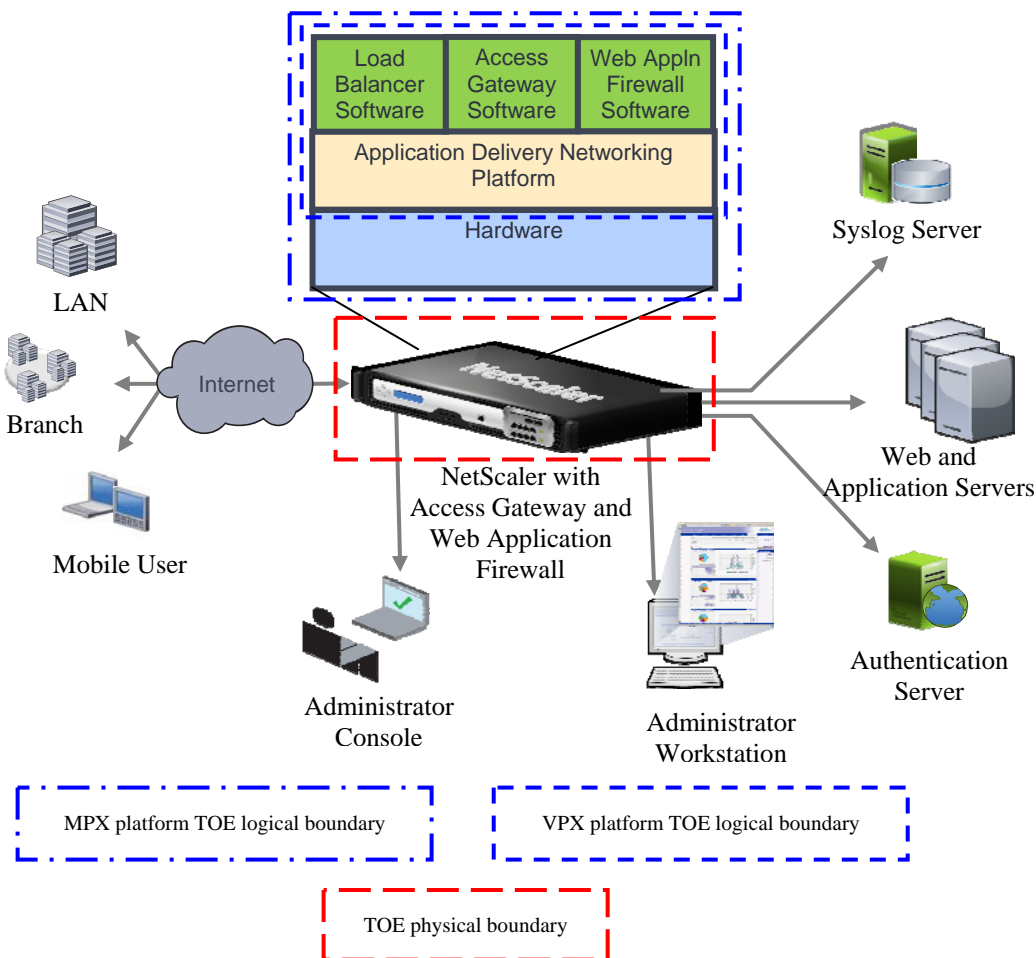 Load
Balancer
Software
Access
Gateway
Software
Web Appln
Firewall
Software
Application Delivery Networking
Platform
Hardware
Syslog Server
LAN
Internet
Branch
NetScaler
Web and
Application Servers
NetScaler with
Access Gateway and
Web Application
Firewall
Mobile User
Authentication
Server
Administrator
Console
Administrator
Workstation
MPX platform TOE logical boundary
VPX platform TOE logical boundary
TOE physical boundary